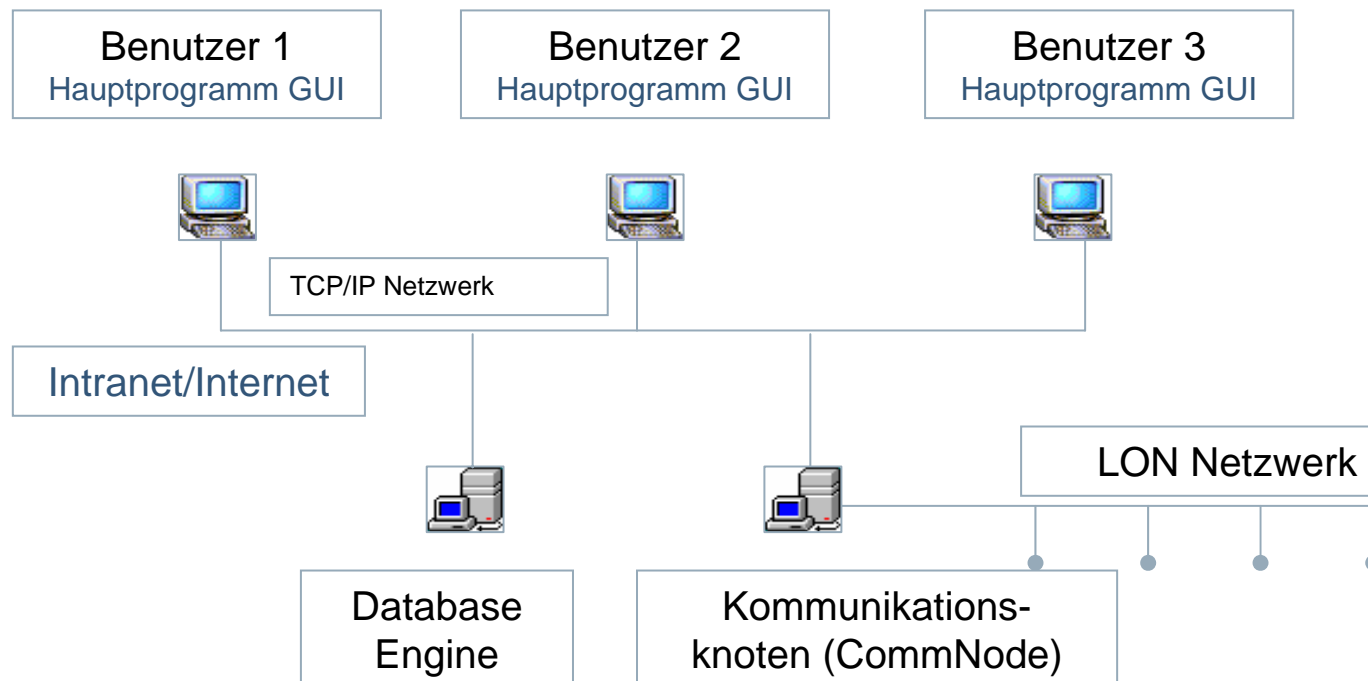 Benutzer 1
Hauptprogramm GUI
Benutzer 2
Hauptprogramm GUI
Benutzer 3
Hauptprogramm GUI
TCP/IP Netzwerk
Intranet/Internet
LON Netzwerk
Database
Engine
Kommunikations-
knoten (CommNode)